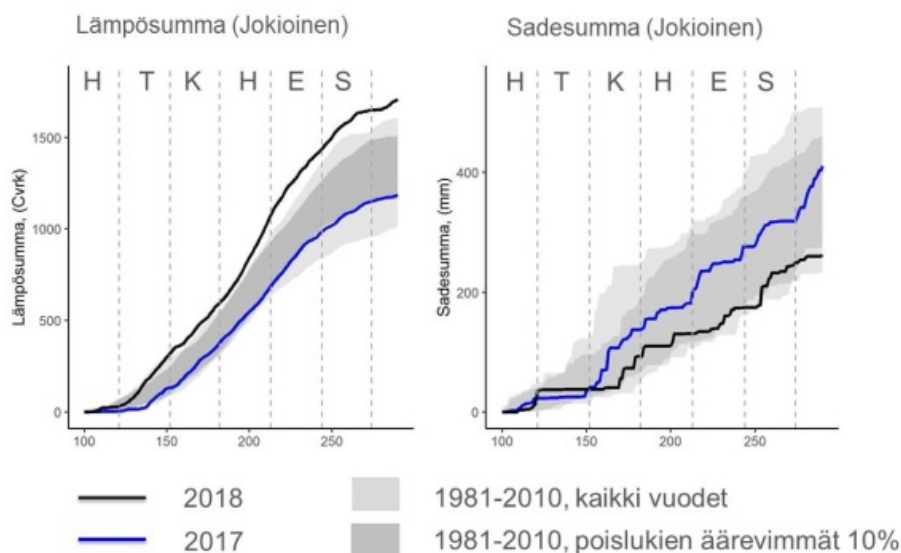 Lämpösumma (Jokioinen)
H T K H E S
Lämpösumma, (Cvrk)
1500
1000
500
0
100 150 200 250
Sadesumma (Jokioinen)
H T K H E S
Sadesumma, (mm)
400
200
0
100 150 200 250
2018
1981-2010, kaikki vuodet
2017
1981-2010, poislukien äärevimmät 10%